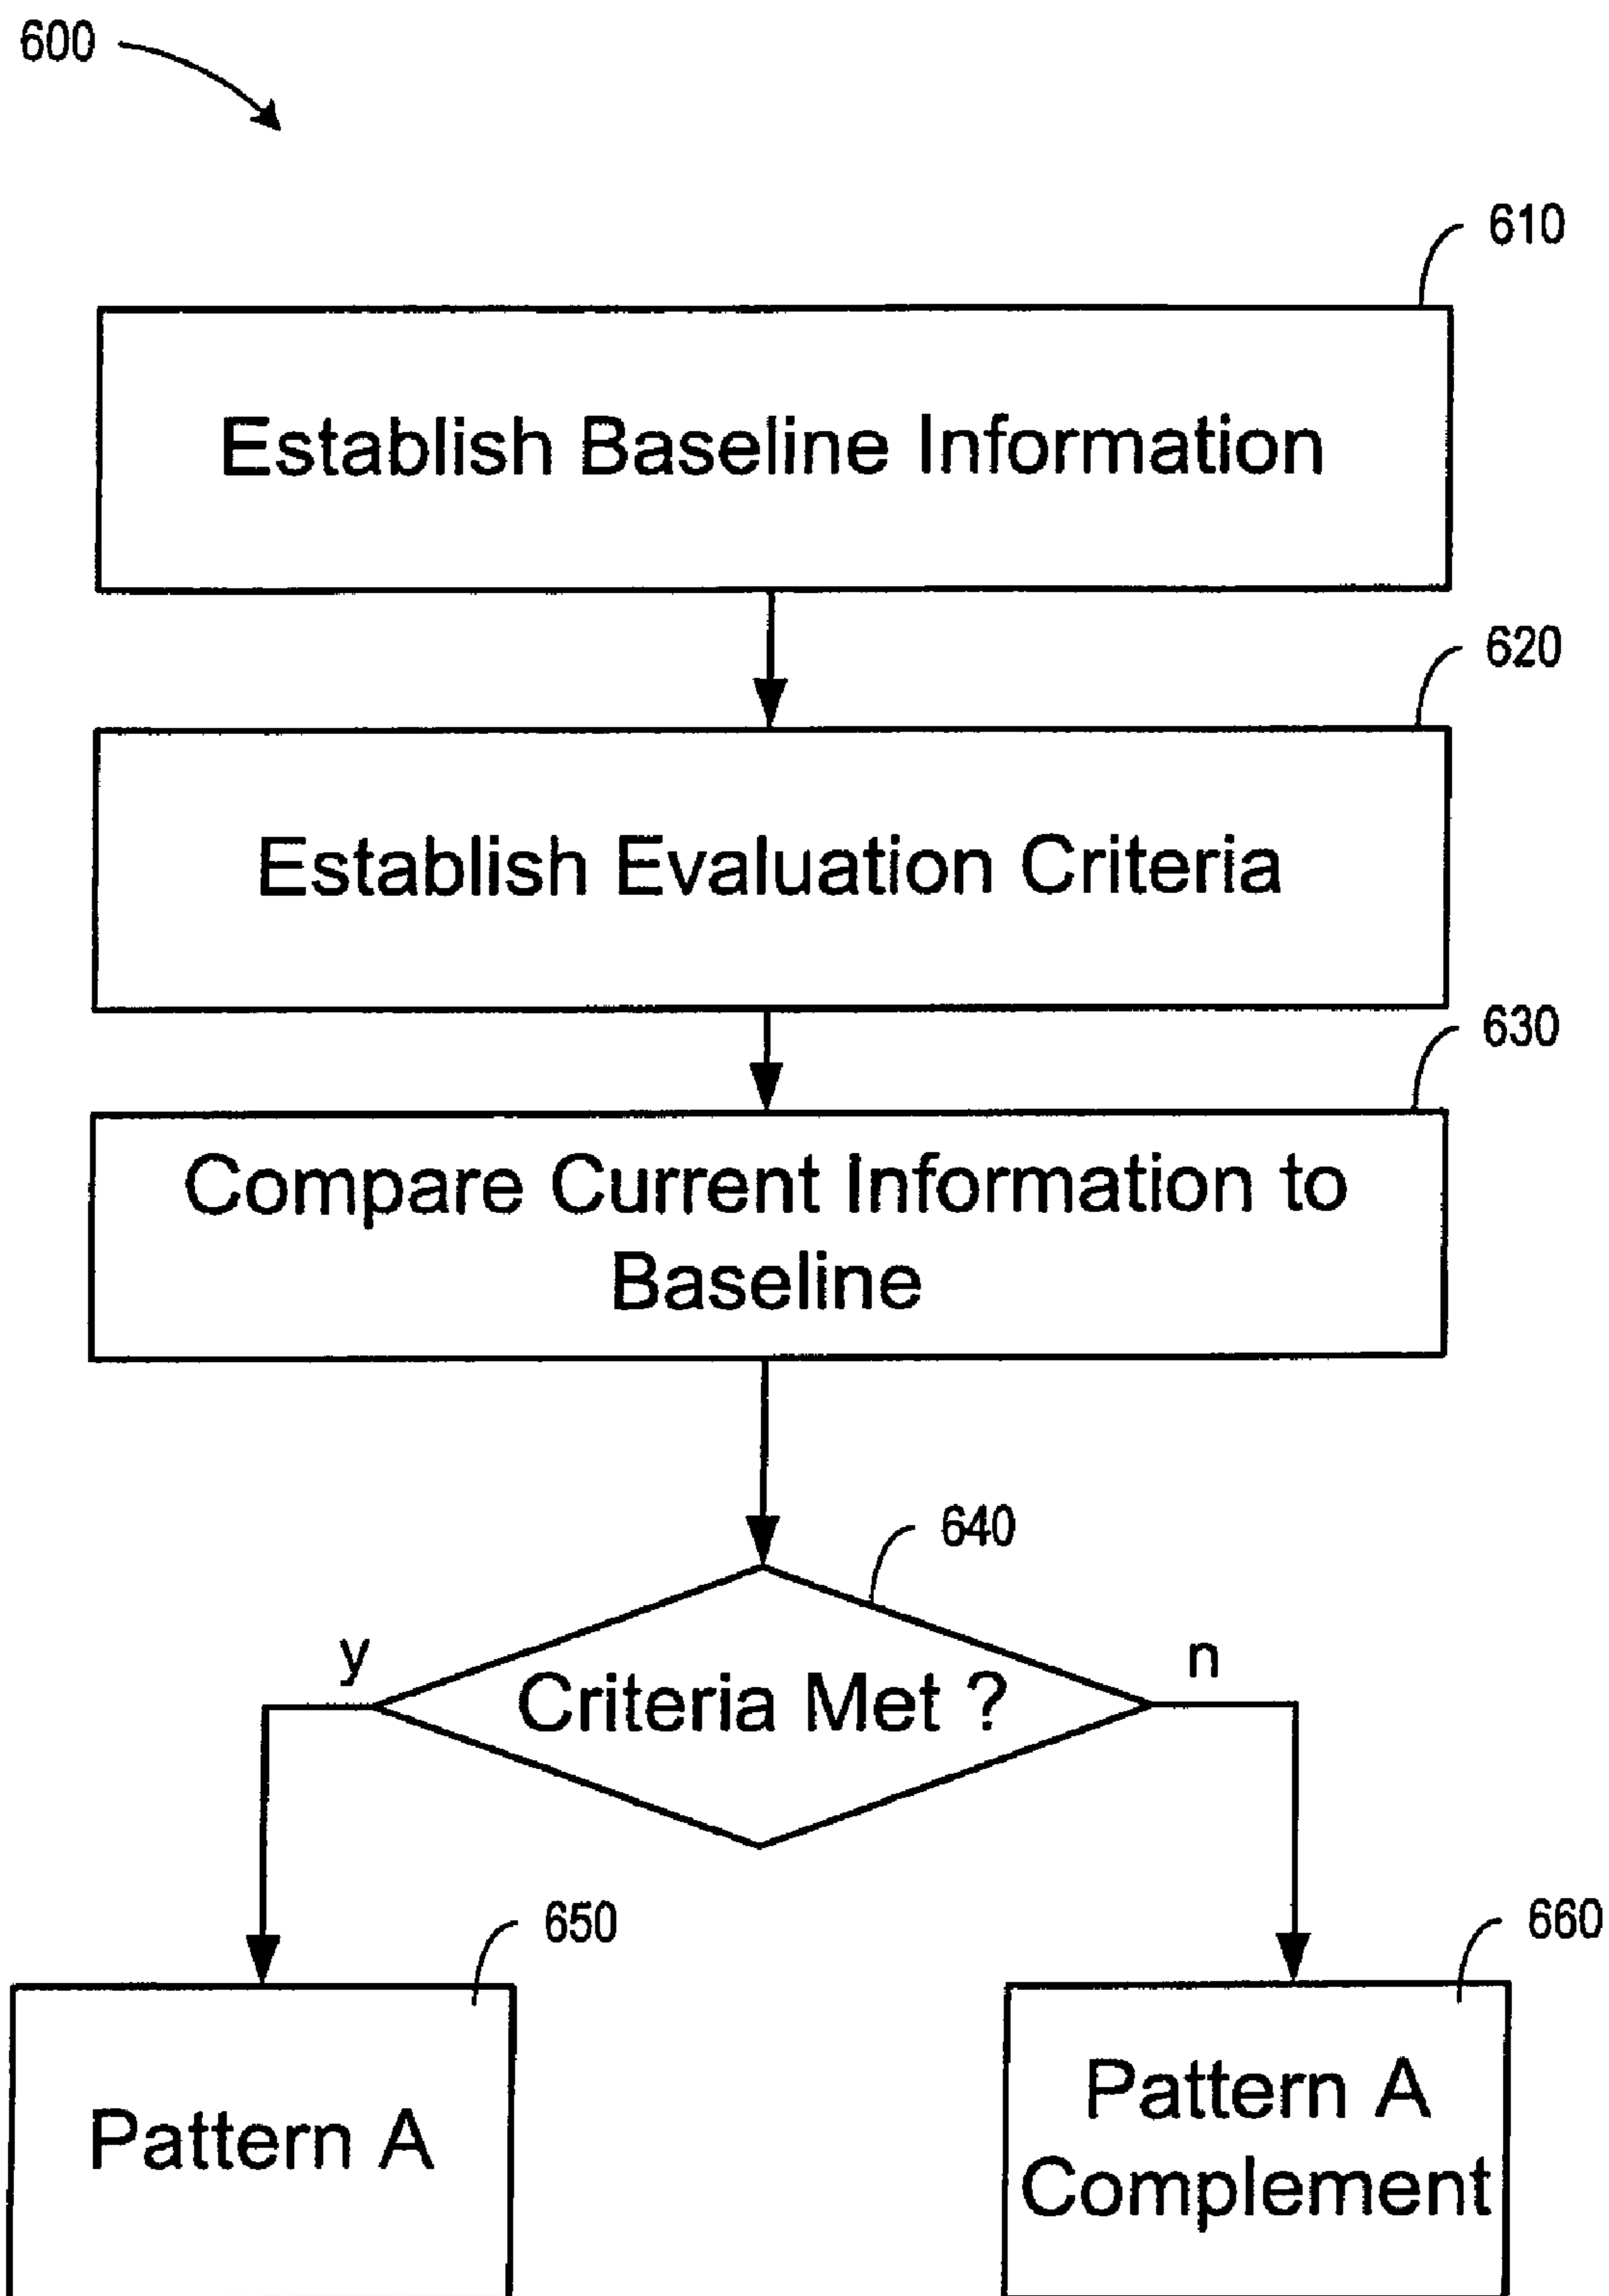 600
610
Establish Baseline Information
620
Establish Evaluation Criteria
630
Compare Current Information to
Baseline
640
y
n
Criteria Met ?
650
660
Pattern A
Pattern A
Complement